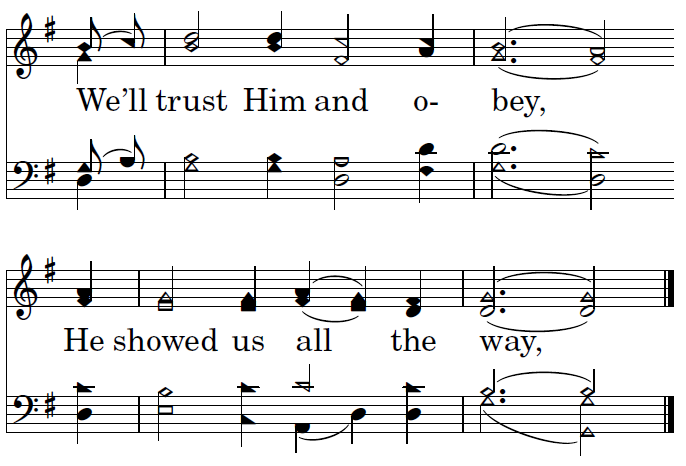 We'll trust Him and o- bey,
He showed us all the way,